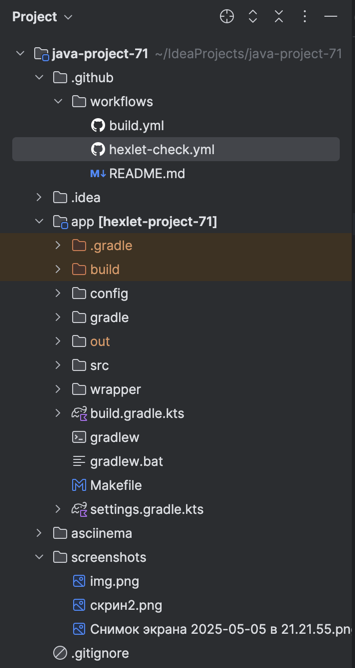 Project
java-project-71 ~/IdeaProjects/java-project-71
.github
workflows
build.yml
hexlet-check.yml
M↓ README.md
.idea
app [hexlet-project-71]
.gradle
build
config
gradle
out
src
wrapper
build.gradle.kts
gradlew
gradlew.bat
Makefile
settings.gradle.kts
asciinema
screenshots
img.png
скрин2.png
Снимок экрана 2025-05-05 в 21.21.55.pn
.gitignore